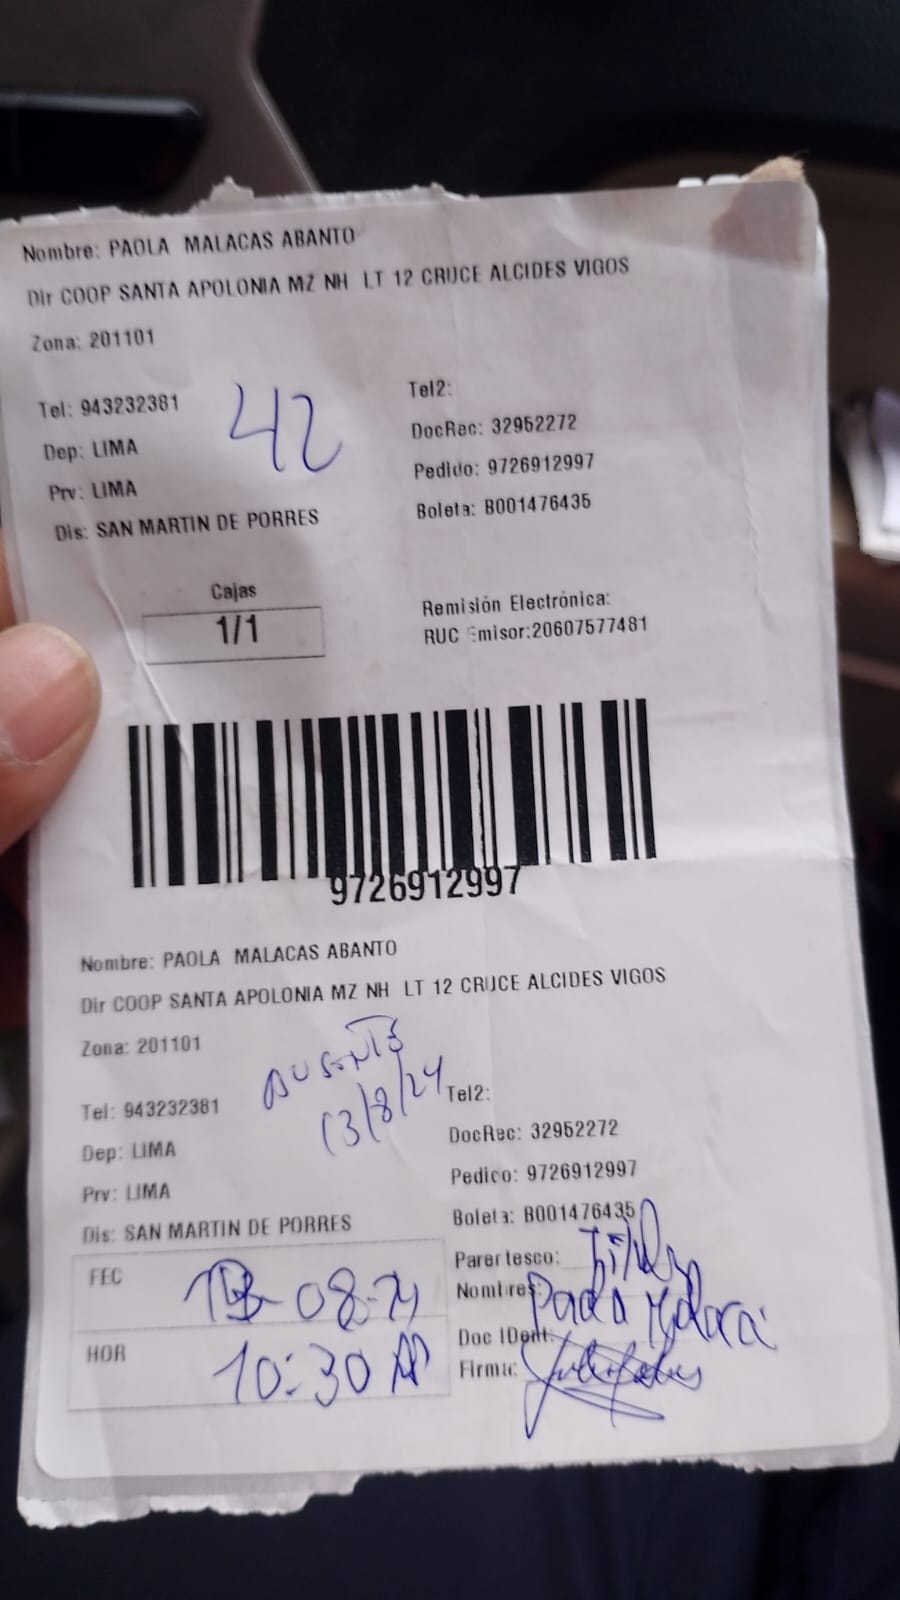 Nombre: PAOLA MALACAS ABANTO
Dir COOP SANTA APOLONIA MZ NH LT 12 CRUCE ALCIDES VIGOS
Zona: 201101
Tel: 943232381
42
Tel2:
Dep: LIMA
DocRec: 32952272
Prv: LIMA
Pedido: 9726912997
Dis: SAN MARTIN DE PORRES
Boleta: B001476435
Cajas
1/1
Remisión Electrónica:
RUC Emisor:20607577481
9726912997
Nombre: PAOLA MALACAS ABANTO
Dir COOP SANTA APOLONIA MZ NH LT 12 CRUCE ALCIDES VIGOS
Zona: 201101
AUSENTE
13/8/24
Tel: 943232381
Tel2:
Dep: LIMA
DocRec: 32952272
Prv: LIMA
Pedido: 9726912997
Dis: SAN MARTIN DE PORRES
Boleta: B001476435
FEC 08-24
Parentesco:
Nombres: Paola
HOR 10:30
Doc IDent:
Firma: